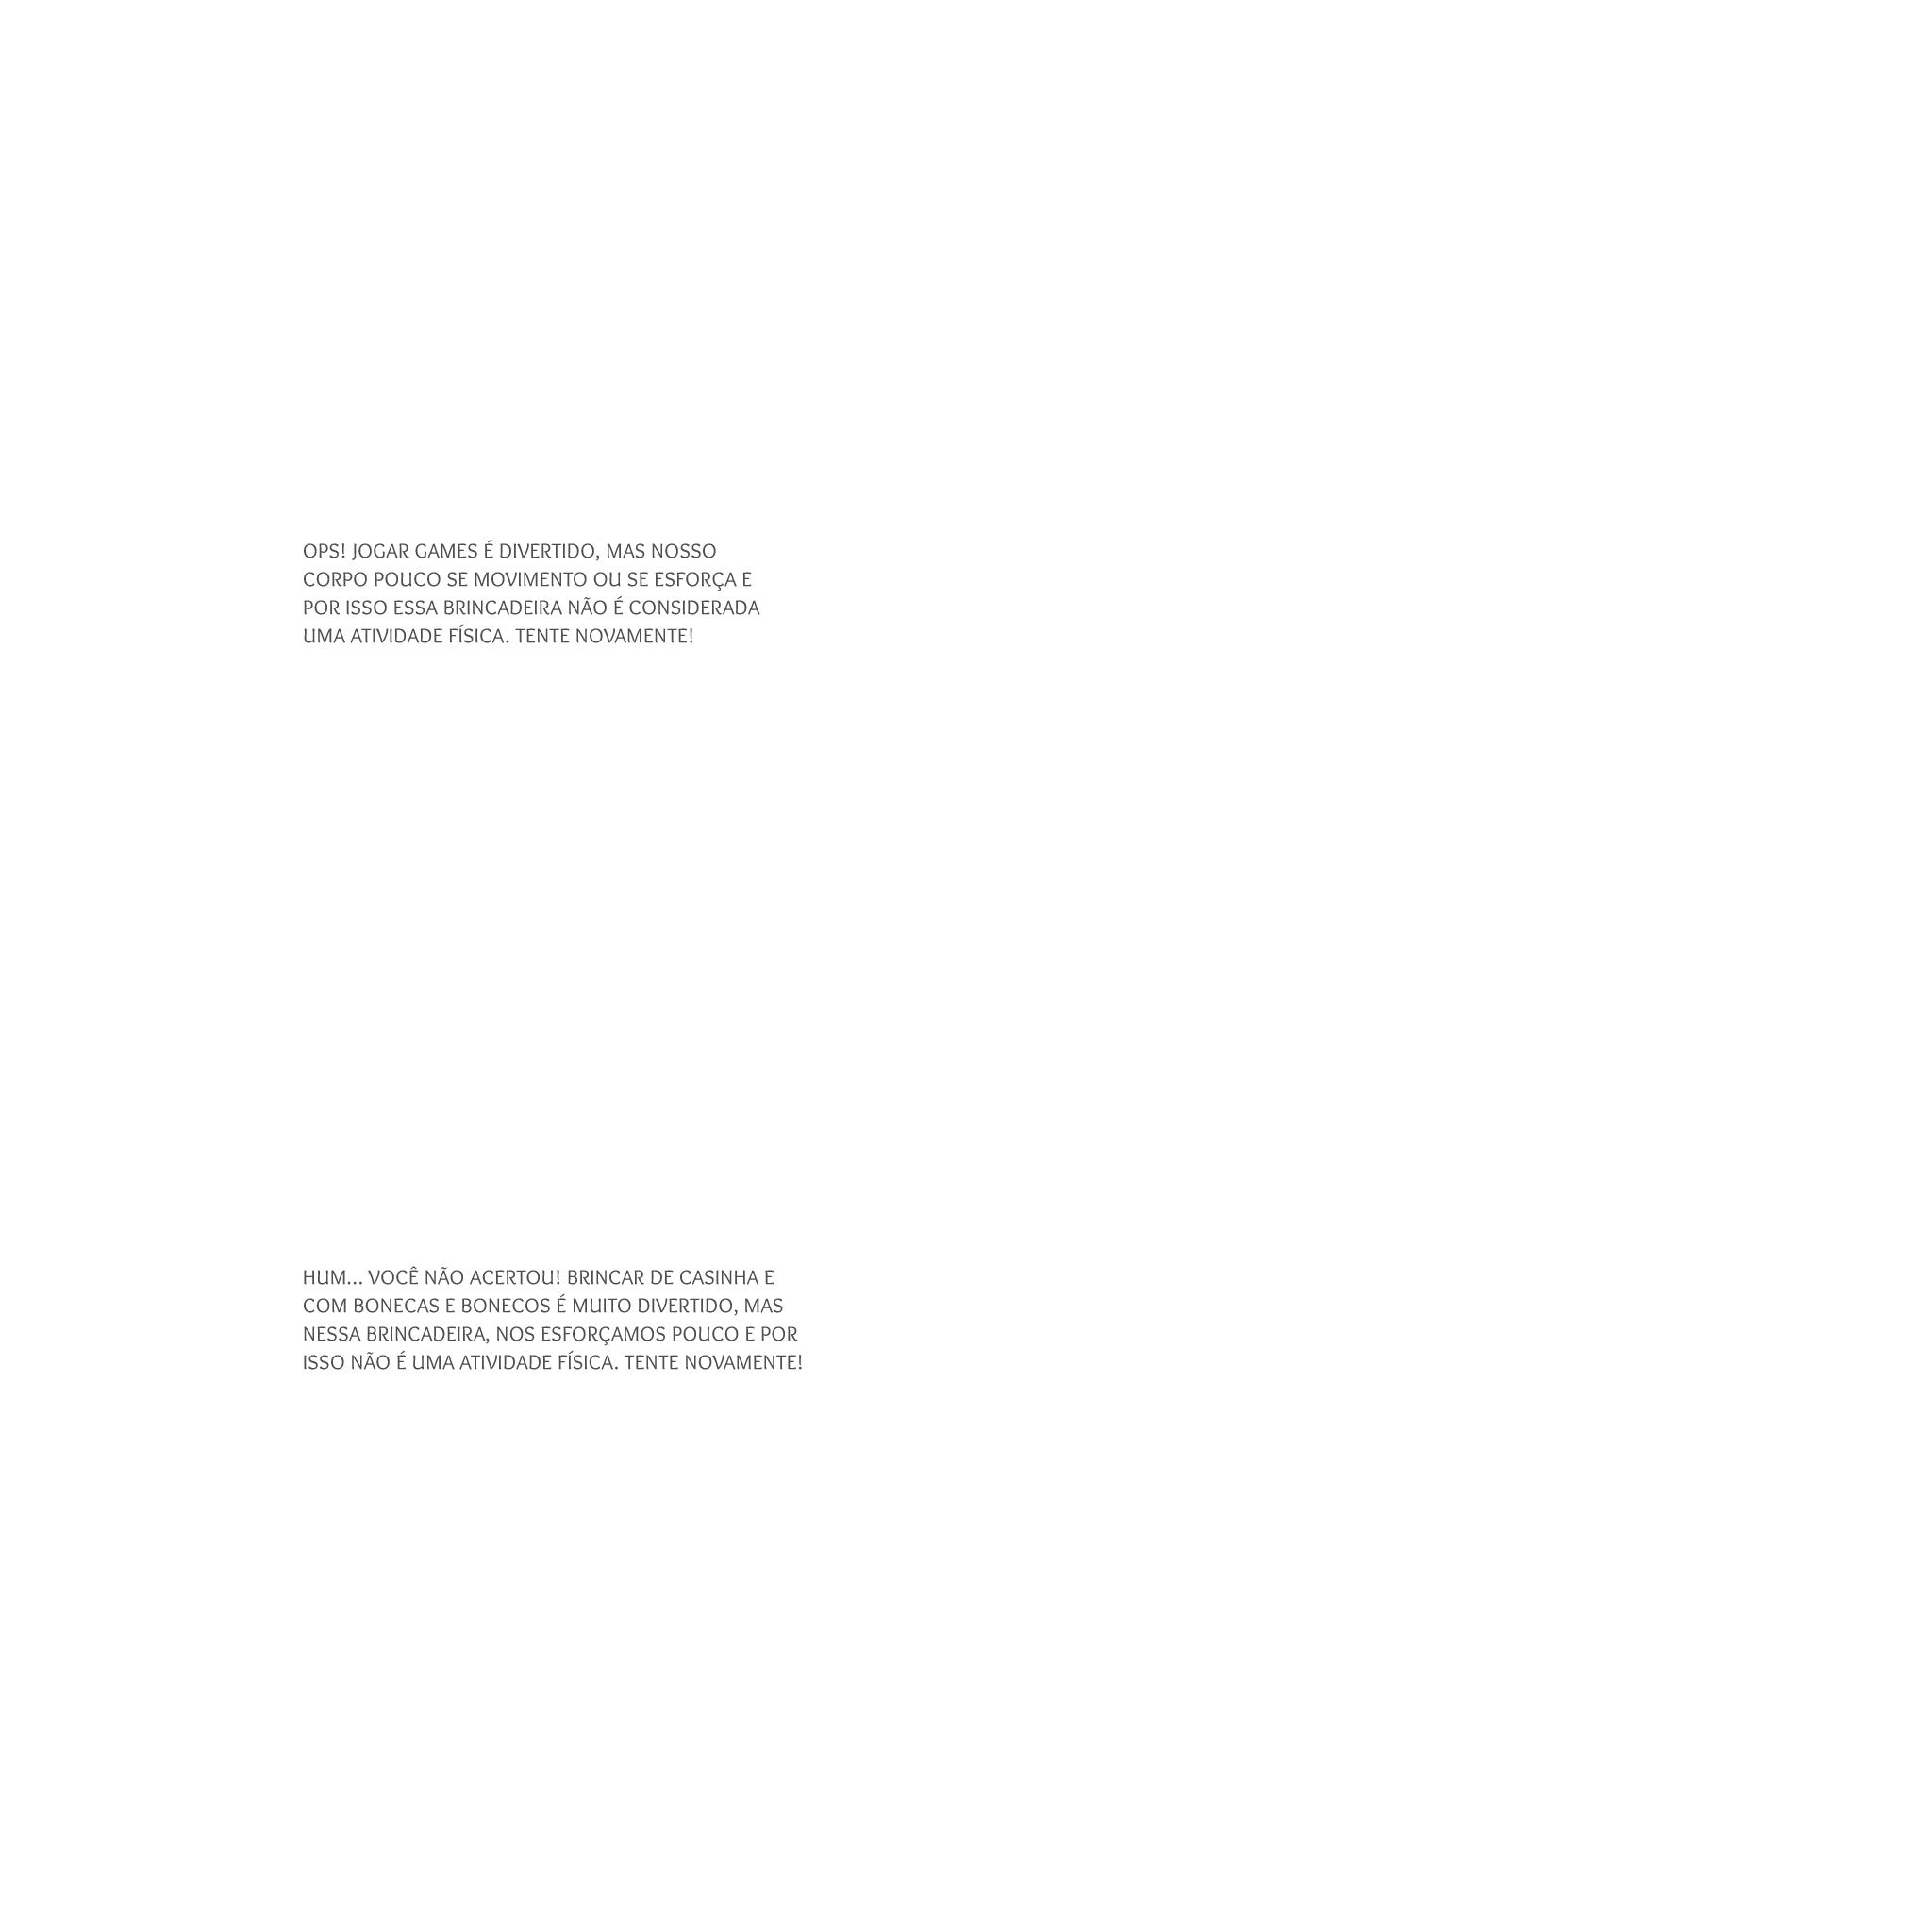 OPS! JOGAR GAMES É DIVERTIDO, MAS NOSSO
CORPO POUCO SE MOVIMENTO OU SE ESFORÇA E
POR ISSO ESSA BRINCADEIRA NÃO É CONSIDERADA
UMA ATIVIDADE FÍSICA. TENTE NOVAMENTE!
HUM... VOCÊ NÃO ACERTOU! BRINCAR DE CASINHA E
COM BONECAS E BONECOS É MUITO DIVERTIDO, MAS
NESSA BRINCADEIRA, NOS ESFORÇAMOS POUCO E POR
ISSO NÃO É UMA ATIVIDADE FÍSICA. TENTE NOVAMENTE!